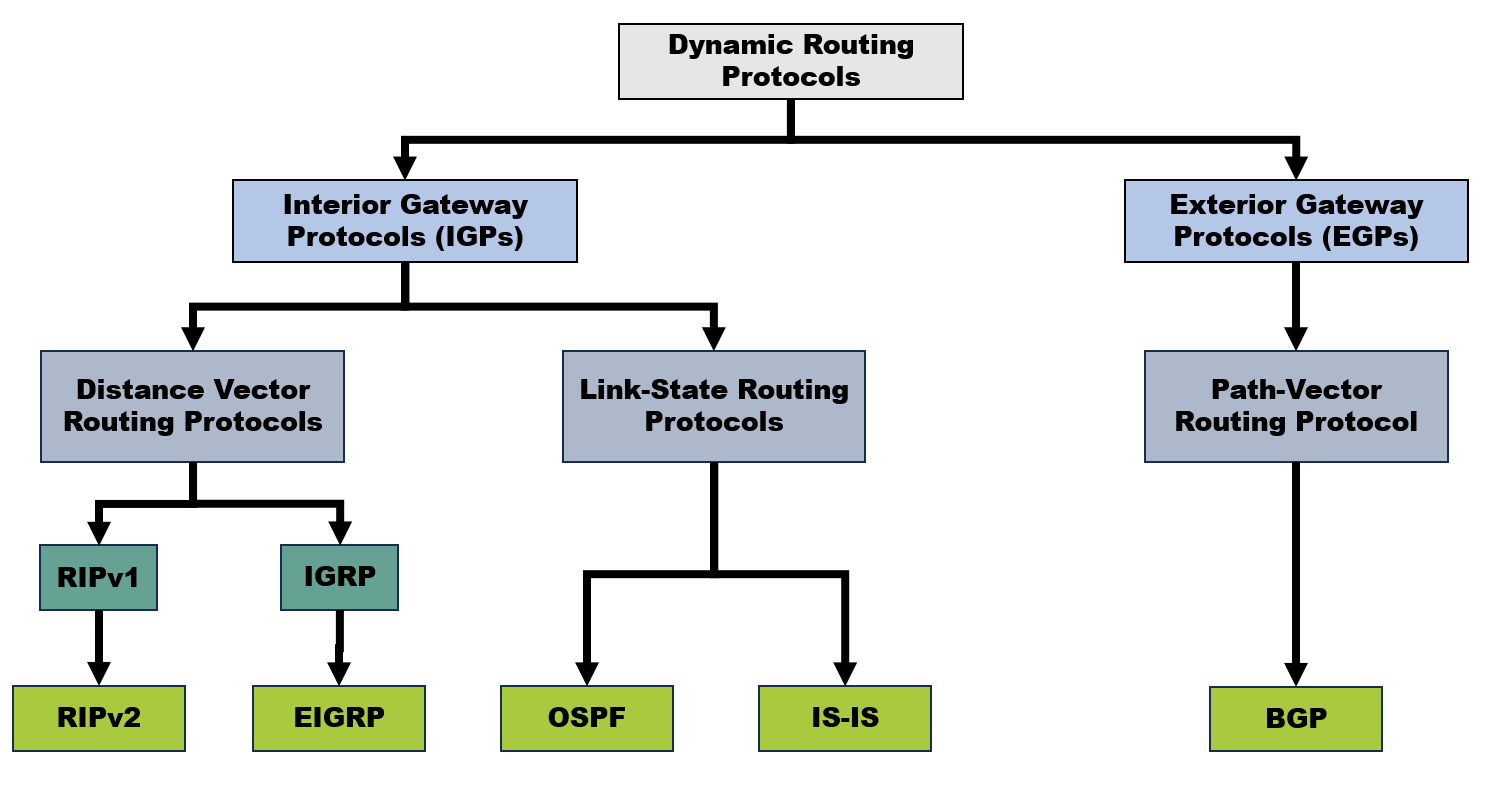 Dynamic Routing
Protocols
Interior Gateway
Protocols (IGPs)
Exterior Gateway
Protocols (EGPs)
Distance Vector
Routing Protocols
Link-State Routing
Protocols
Path-Vector
Routing Protocol
RIPv1
IGRP
RIPv2
EIGRP
OSPF
IS-IS
BGP